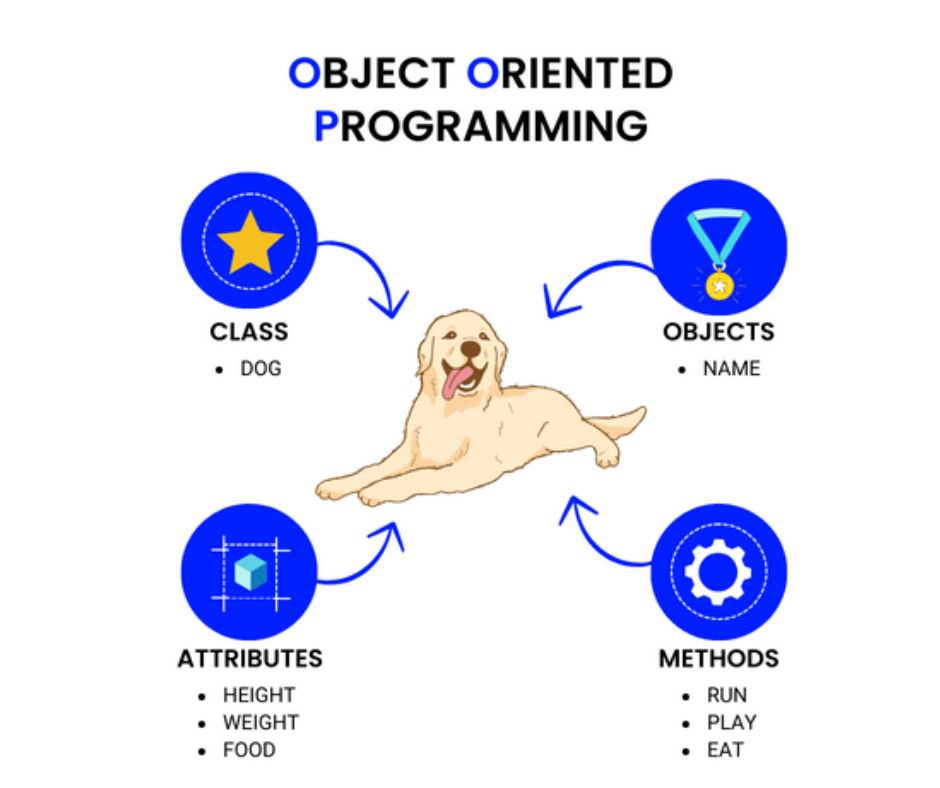 OBJECT ORIENTED
PROGRAMMING
CLASS
• DOG
OBJECTS
• NAME
ATTRIBUTES
• HEIGHT
• WEIGHT
• FOOD
METHODS
• RUN
• PLAY
• EAT